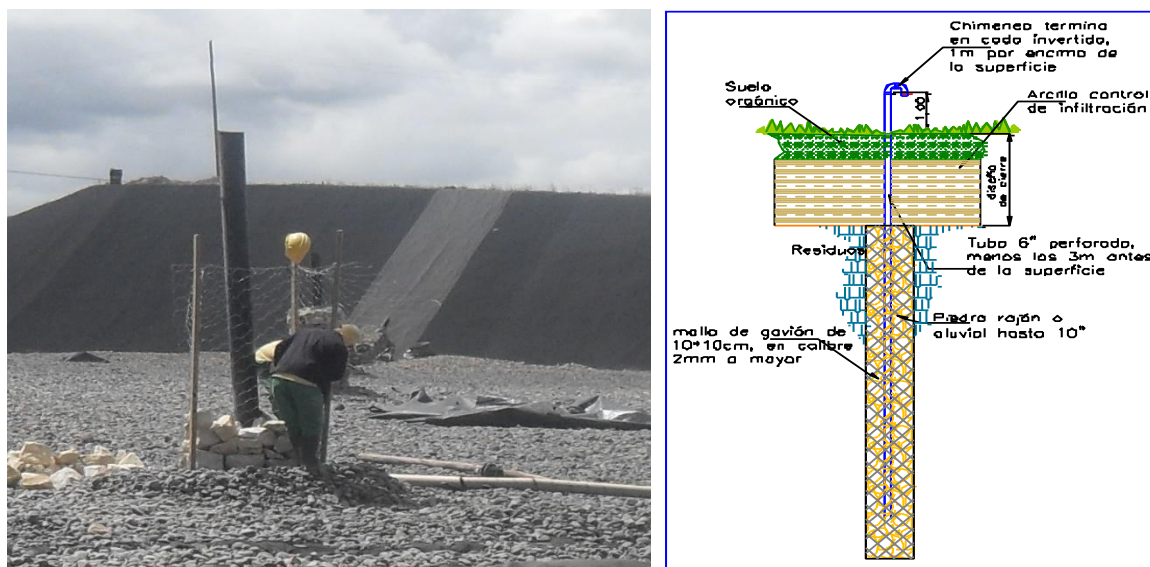 Chimenea termina
en codo invertido,
1m por encima de
la superficie
Suelo
orgánico
1.00
Arcilla control
de infiltración
diseño
de cierre
Residuos
Tubo 6" perforado,
menos los 3m antes
de la superficie
malla de gavión de
10*10cm, en calibre
2mm o mayor
Piedra rajón o
aluvial hasta 10"